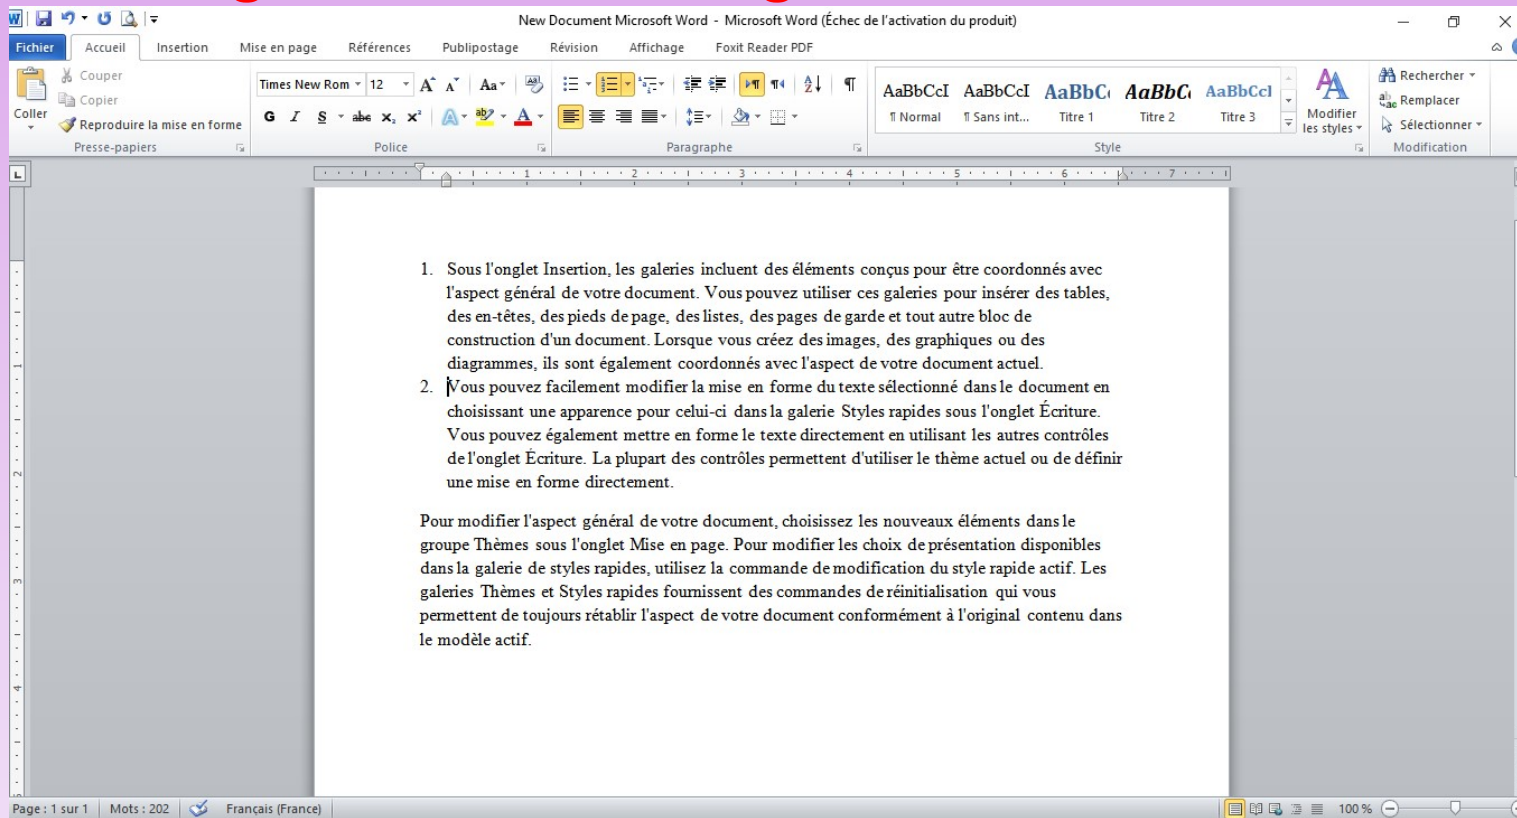 New Document Microsoft Word - Microsoft Word (Échec de l'activation du produit)
Fichier Accueil Insertion Mise en page Références Publipostage Révision Affichage Foxit Reader PDF
Coller
Couper
Copier
Reproduire la mise en forme
Presse-papiers
Times New Rom 12
G I S abc x₂ x²
Police
Paragraphe
AaBbCcI AaBbCcI AaBbC AaBbC AaBbCcI
¶ Normal ¶ Sans int... Titre 1 Titre 2 Titre 3
Style
Modifier
les styles
Rechercher
Remplacer
Sélectionner
Modification
1 2 3 4 5 6 7
1. Sous l'onglet Insertion, les galeries incluent des éléments conçus pour être coordonnés avec
l'aspect général de votre document. Vous pouvez utiliser ces galeries pour insérer des tables,
des en-têtes, des pieds de page, des listes, des pages de garde et tout autre bloc de
construction d'un document. Lorsque vous créez des images, des graphiques ou des
diagrammes, ils sont également coordonnés avec l'aspect de votre document actuel.
2. Vous pouvez facilement modifier la mise en forme du texte sélectionné dans le document en
choisissant une apparence pour celui-ci dans la galerie Styles rapides sous l'onglet Écriture.
Vous pouvez également mettre en forme le texte directement en utilisant les autres contrôles
de l'onglet Écriture. La plupart des contrôles permettent d'utiliser le thème actuel ou de définir
une mise en forme directement.
Pour modifier l'aspect général de votre document, choisissez les nouveaux éléments dans le
groupe Thèmes sous l'onglet Mise en page. Pour modifier les choix de présentation disponibles
dans la galerie de styles rapides, utilisez la commande de modification du style rapide actif. Les
galeries Thèmes et Styles rapides fournissent des commandes de réinitialisation qui vous
permettent de toujours rétablir l'aspect de votre document conformément à l'original contenu dans
le modèle actif.
Page : 1 sur 1 Mots : 202 Français (France) 100 %